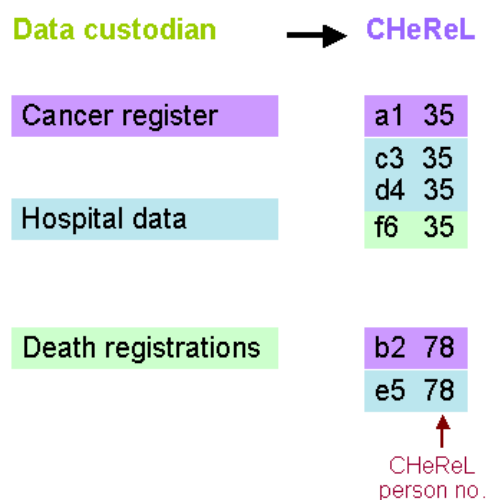 Data custodian CHeReL
Cancer register a1 35
c3 35
d4 35
Hospital data
f6 35
Death registrations b2 78
e5 78
CHeReL
person no.